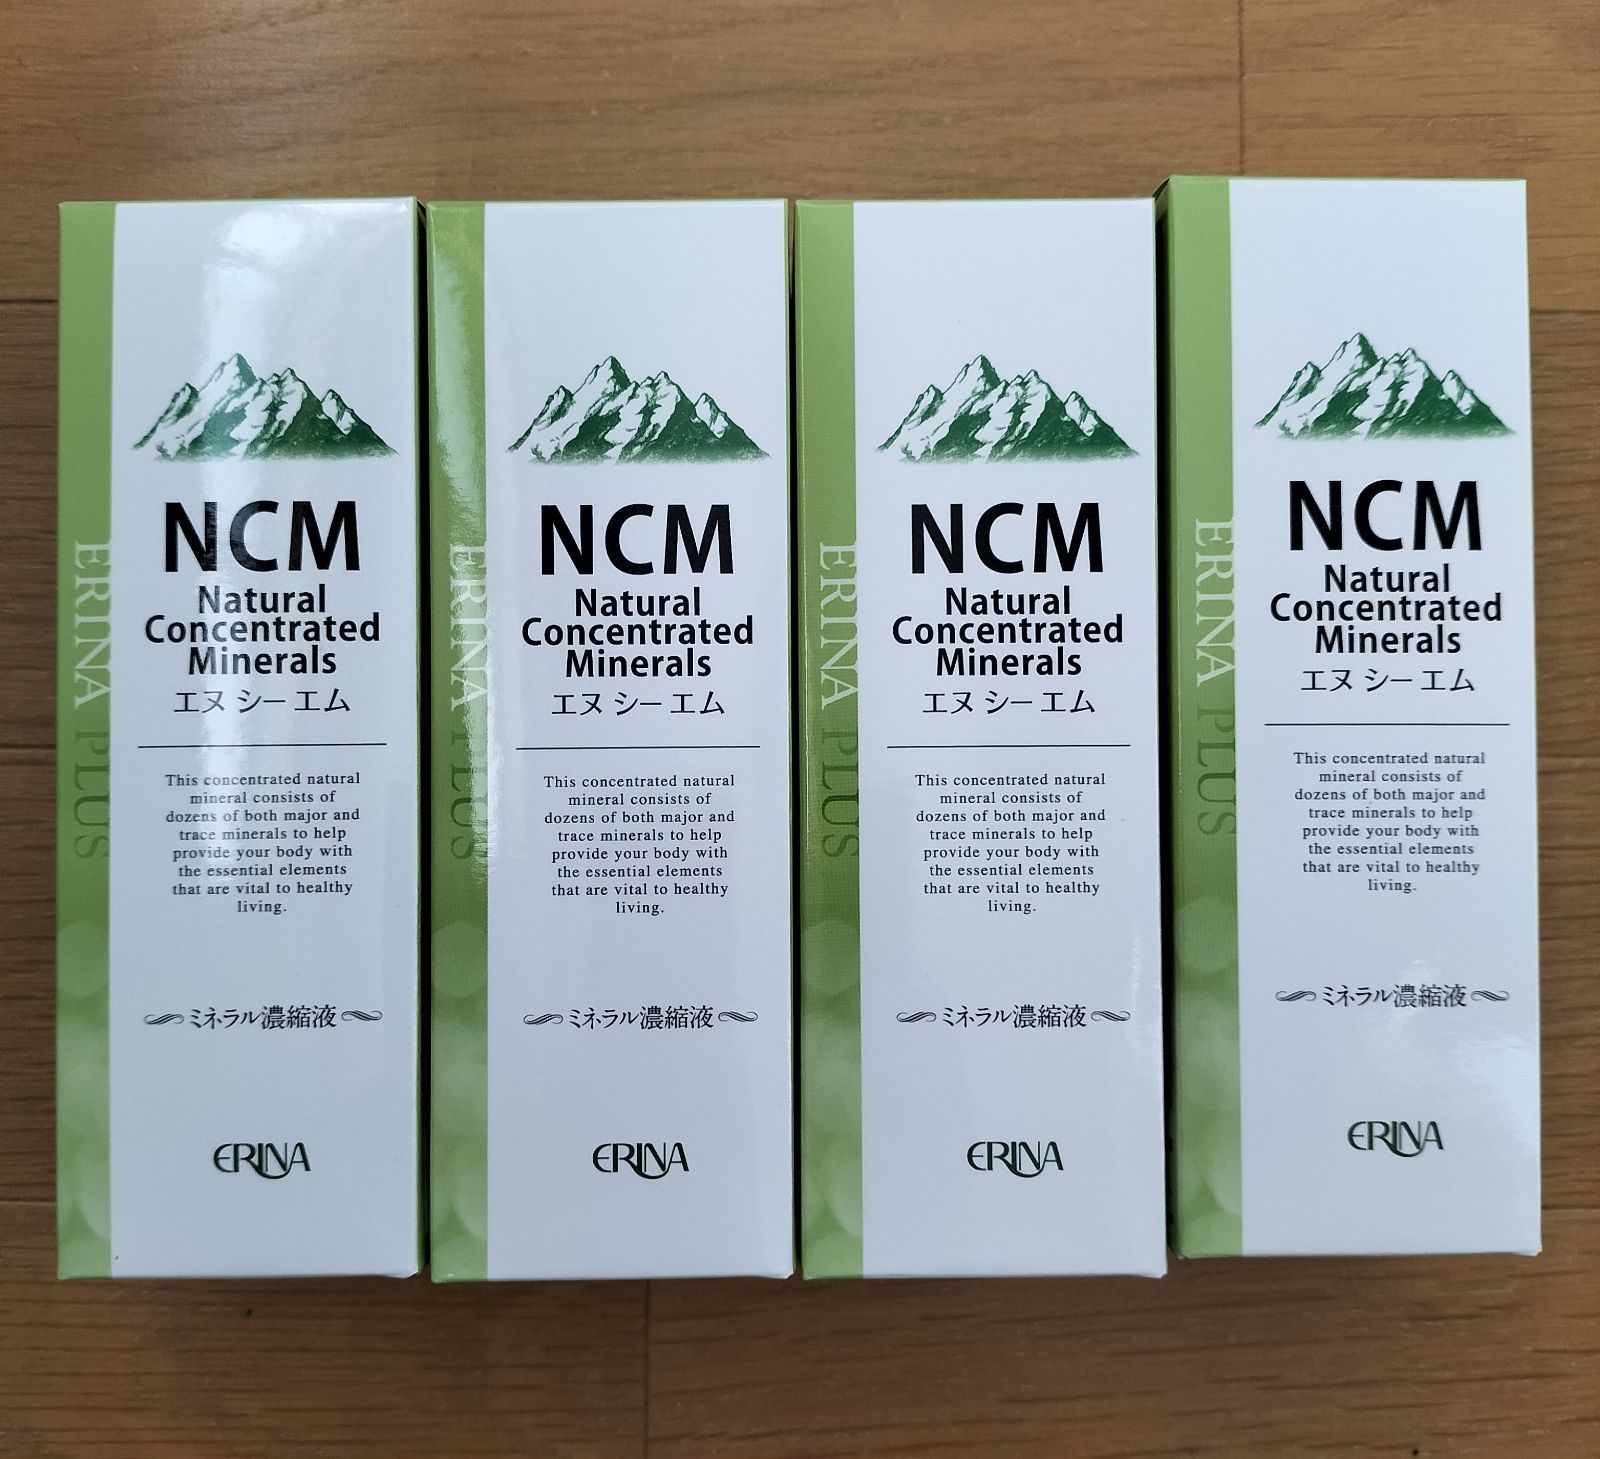 ERINA PLUS
NCM
Natural
Concentrated
Minerals
エヌ シー エム
This concentrated natural
mineral consists of
dozens of both major and
trace minerals to help
provide your body with
the essential elements
that are vital to healthy
living.
ミネラル濃縮液
ERINA
ERINA PLUS
NCM
Natural
Concentrated
Minerals
エヌ シー エム
This concentrated natural
mineral consists of
dozens of both major and
trace minerals to help
provide your body with
the essential elements
that are vital to healthy
living.
ミネラル濃縮液
ERINA
ERINA PLUS
NCM
Natural
Concentrated
Minerals
エヌ シー エム
This concentrated natural
mineral consists of
dozens of both major and
trace minerals to help
provide your body with
the essential elements
that are vital to healthy
living.
ミネラル濃縮液
ERINA
ERINA PLUS
NCM
Natural
Concentrated
Minerals
エヌ シー エム
This concentrated natural
mineral consists of
dozens of both major and
trace minerals to help
provide your body with
the essential elements
that are vital to healthy
living.
ミネラル濃縮液
ERINA